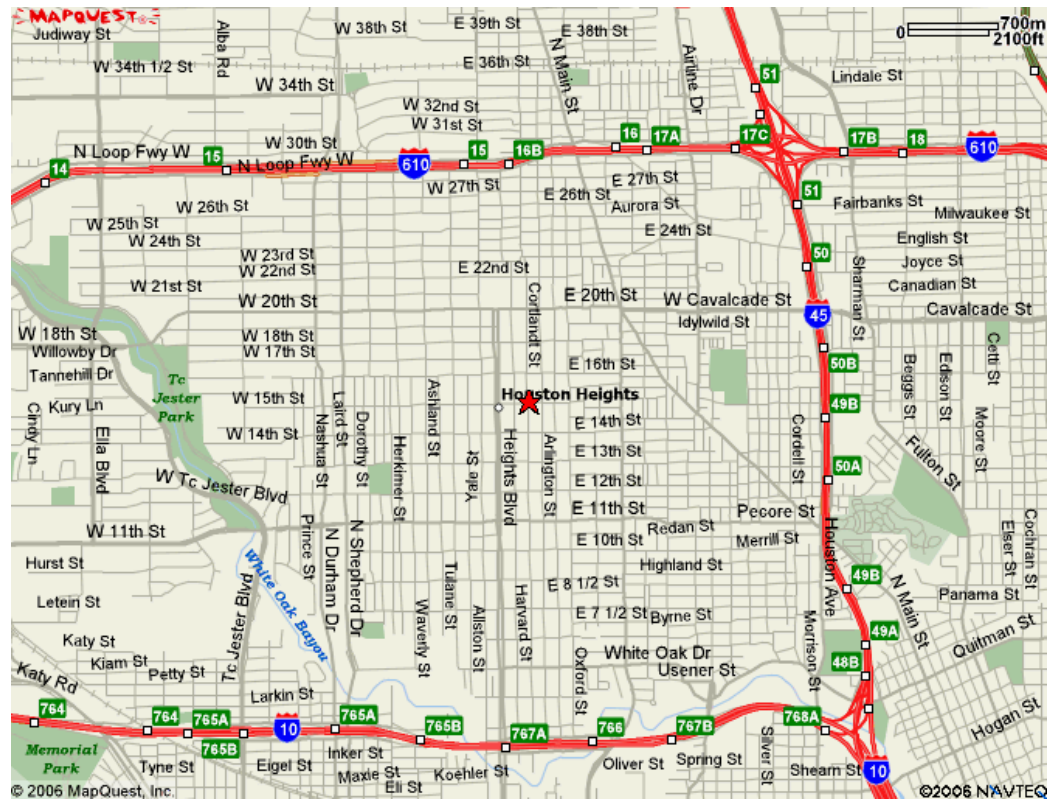 MAPQUEST
Judiway St
Alba Rd
W 38th St
E 39th St
E 38th St
700m
2100ft
0
W 34th 1/2 St
E 36th St
N Main St
Airline Dr
51
Lindale St
W 34th St
W 32nd St
W 31st St
W 30th St
N Loop Fwy W
15
N Loop Fwy W
14
610
15
16B
16
17A
17C
17B
18
610
W 27th St
E 27th St
E 26th St
Aurora St
51
Fairbanks St
Milwaukee St
W 26th St
W 25th St
W 24th St
E 24th St
English St
W 23rd St
W 22nd St
E 22nd St
50
Joyce St
Canadian St
W 21st St
W 20th St
Cortlandt St
E 20th St
W Cavalcade St
Idylwild St
45
Sharman St
Cavalcade St
W 18th St
Willowby Dr
Tannehill Dr
W 18th St
W 17th St
E 16th St
50B
Cetti St
Tc
Jester
Park
Kury Ln
Cindy Ln
Ella Blvd
W 15th St
W 14th St
Nashua St
Laird St
Dorothy St
Herkimer St
Ashland St
Yale St
Heights Blvd
Houston Heights
Arlington St
E 14th St
E 13th St
E 12th St
E 11th St
E 10th St
49B
Cordell St
50A
Beggs St
Edison St
Moore St
Fulton St
W Tc Jester Blvd
W 11th St
Redan St
Pecore St
Merrill St
Houston Ave
Elser St
Cochran St
Hurst St
Letein St
Prince St
N Durham Dr
N Shepherd Dr
Highland St
E 8 1/2 St
E 7 1/2 St
Byrne St
49B
N Main St
Panama St
White Oak Bayou
Tc Jester Blvd
Waverly St
Tulane St
Allston St
Harvard St
Oxford St
White Oak Dr
Usener St
Morrison St
49A
48B
Quitman St
Katy St
Kiam St
Petty St
Katy Rd
Larkin St
Hogan St
764
764
765A
765B
10
765A
765B
767A
766
767B
768A
Memorial
Park
Tyne St
Eigel St
Inker St
Maxie St
Eli St
Koehler St
Oliver St
Spring St
Silver St
Shearn St
10
© 2006 MapQuest, Inc.
©2006 NAVTEQ